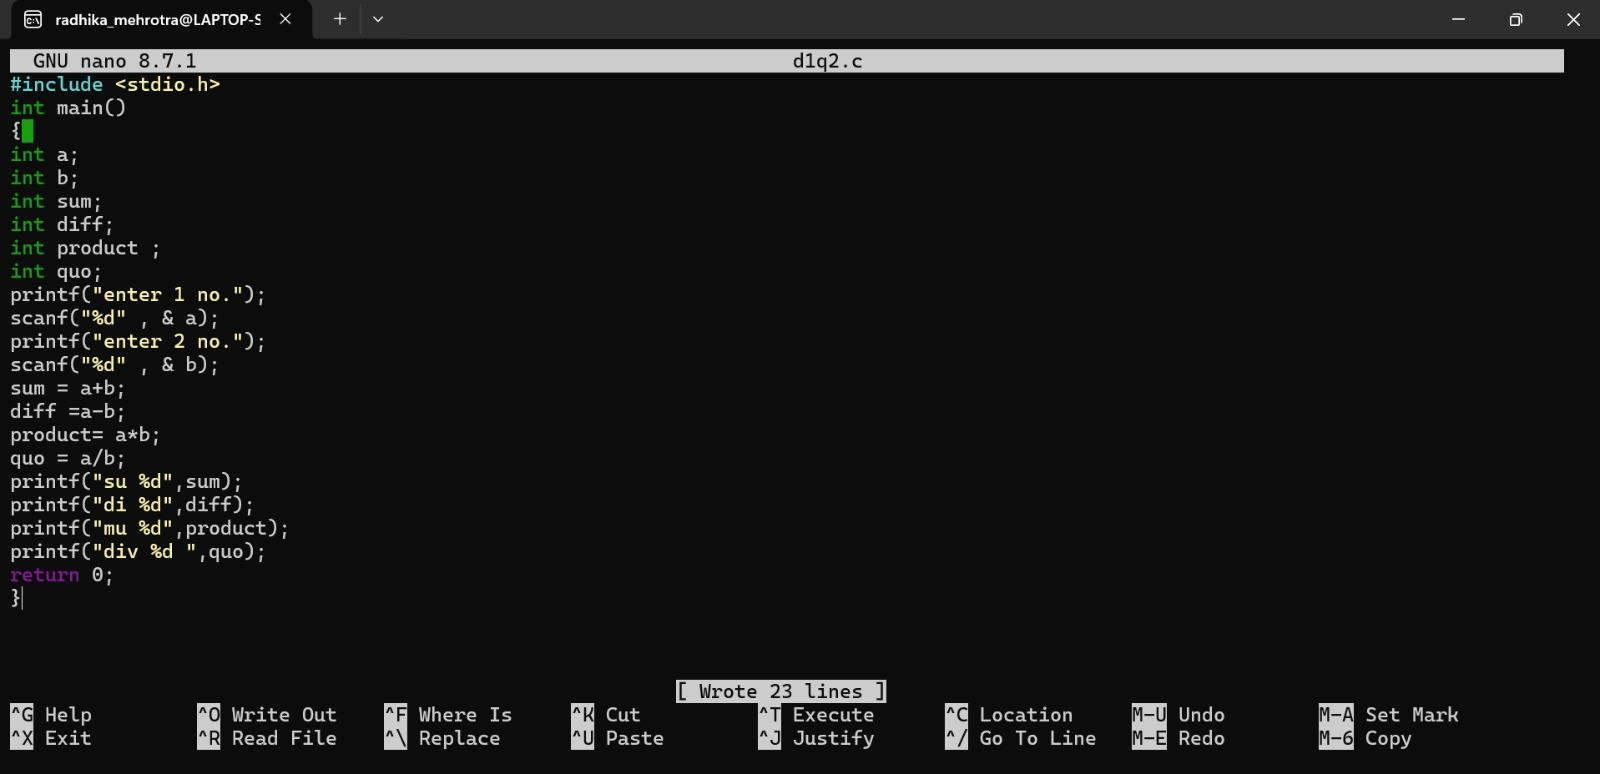 radhika_mehrotra@LAPTOP-S
GNU nano 8.7.1 d1q2.c
#include <stdio.h>
int main()
{
int a;
int b;
int sum;
int diff;
int product ;
int quo;
printf("enter 1 no.");
scanf("%d" , & a);
printf("enter 2 no.");
scanf("%d" , & b);
sum = a+b;
diff =a-b;
product= a*b;
quo = a/b;
printf("su %d",sum);
printf("di %d",diff);
printf("mu %d",product);
printf("div %d ",quo);
return 0;
}
[ Wrote 23 lines ]
^G Help ^O Write Out ^F Where Is ^K Cut ^T Execute ^C Location M-U Undo M-A Set Mark
^X Exit ^R Read File ^\ Replace ^U Paste ^J Justify ^/ Go To Line M-E Redo M-6 Copy